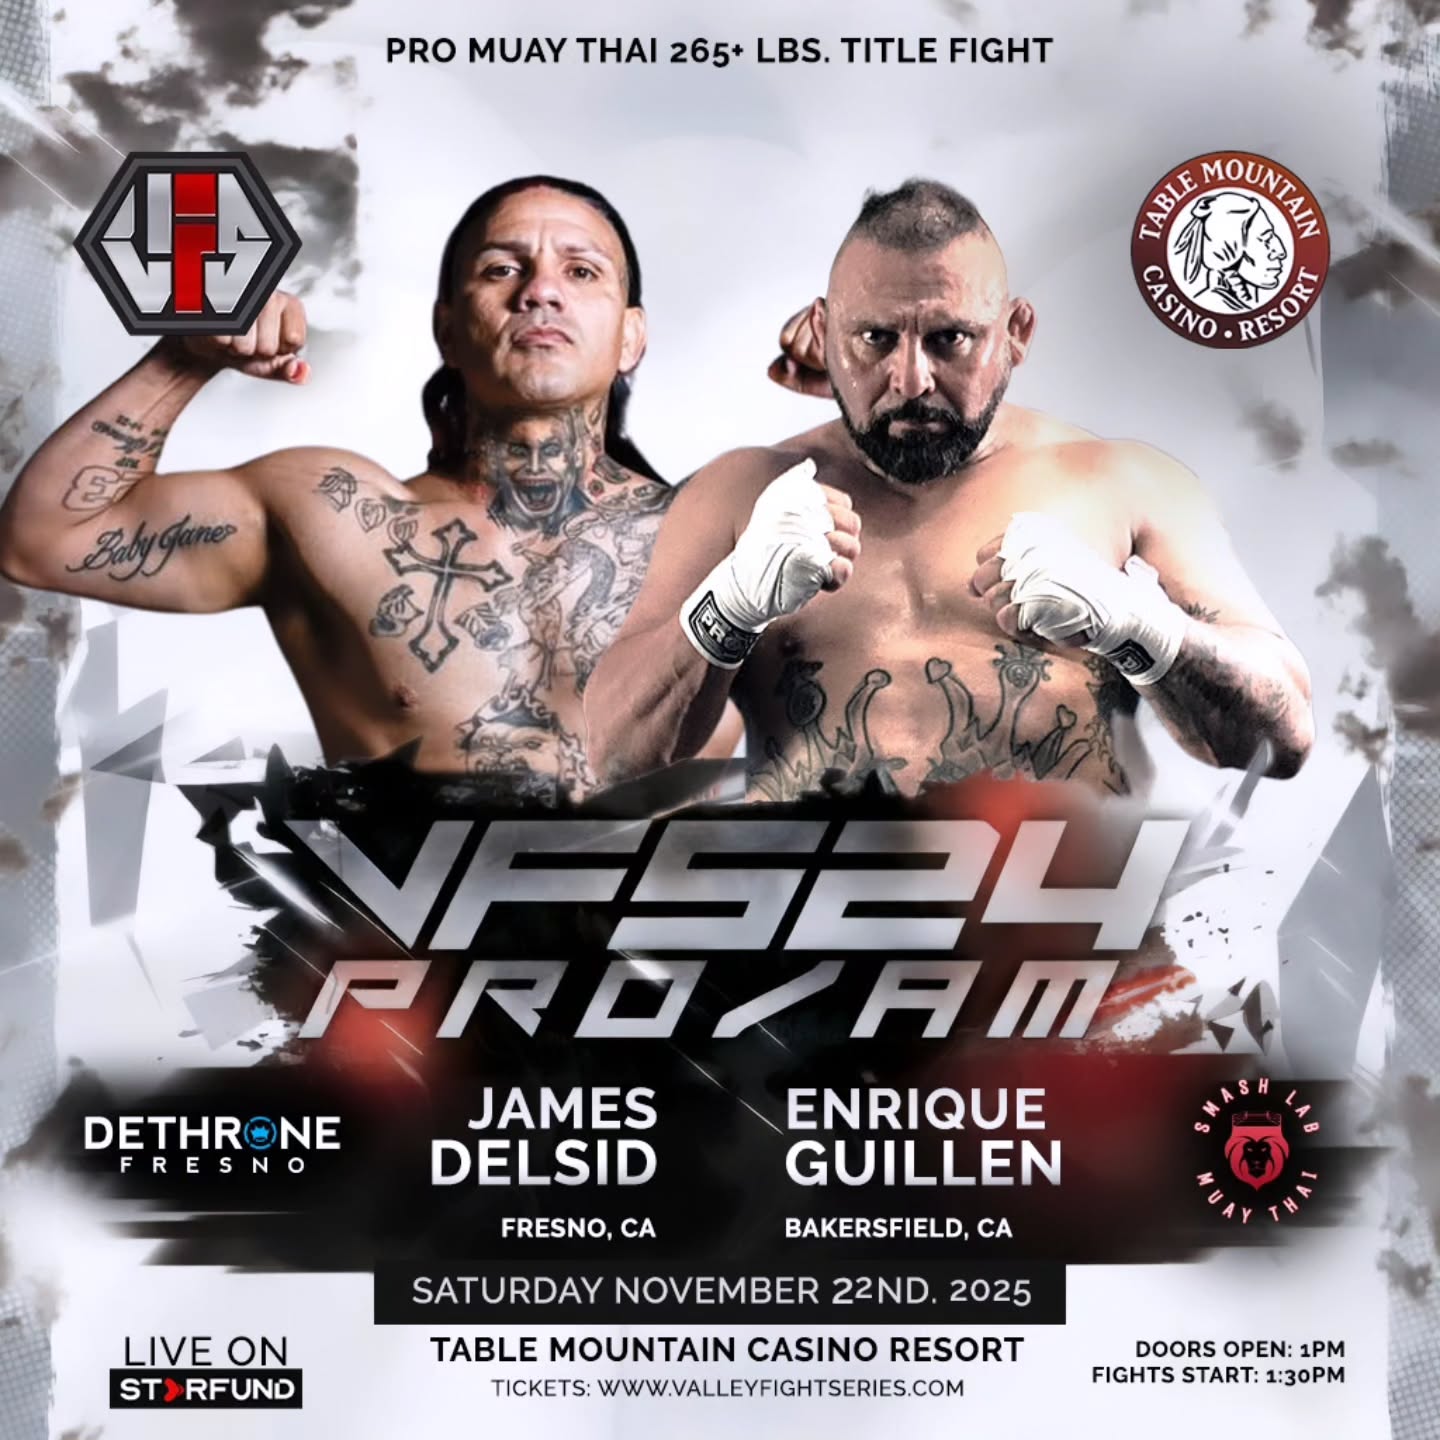 PRO MUAY THAI 265+ LBS. TITLE FIGHT
VFS
TABLE MOUNTAIN
CASINO • RESORT
Baby Jane
PRO
VFS24
PRO/AM
DETHRONE
FRESNO
JAMES
DELSID
FRESNO, CA
ENRIQUE
GUILLEN
BAKERSFIELD, CA
SMASH LAB
MUAY THAI
SATURDAY NOVEMBER 22ND. 2025
LIVE ON
STARFUND
TABLE MOUNTAIN CASINO RESORT
TICKETS: WWW.VALLEYFIGHTSERIES.COM
DOORS OPEN: 1PM
FIGHTS START: 1:30PM